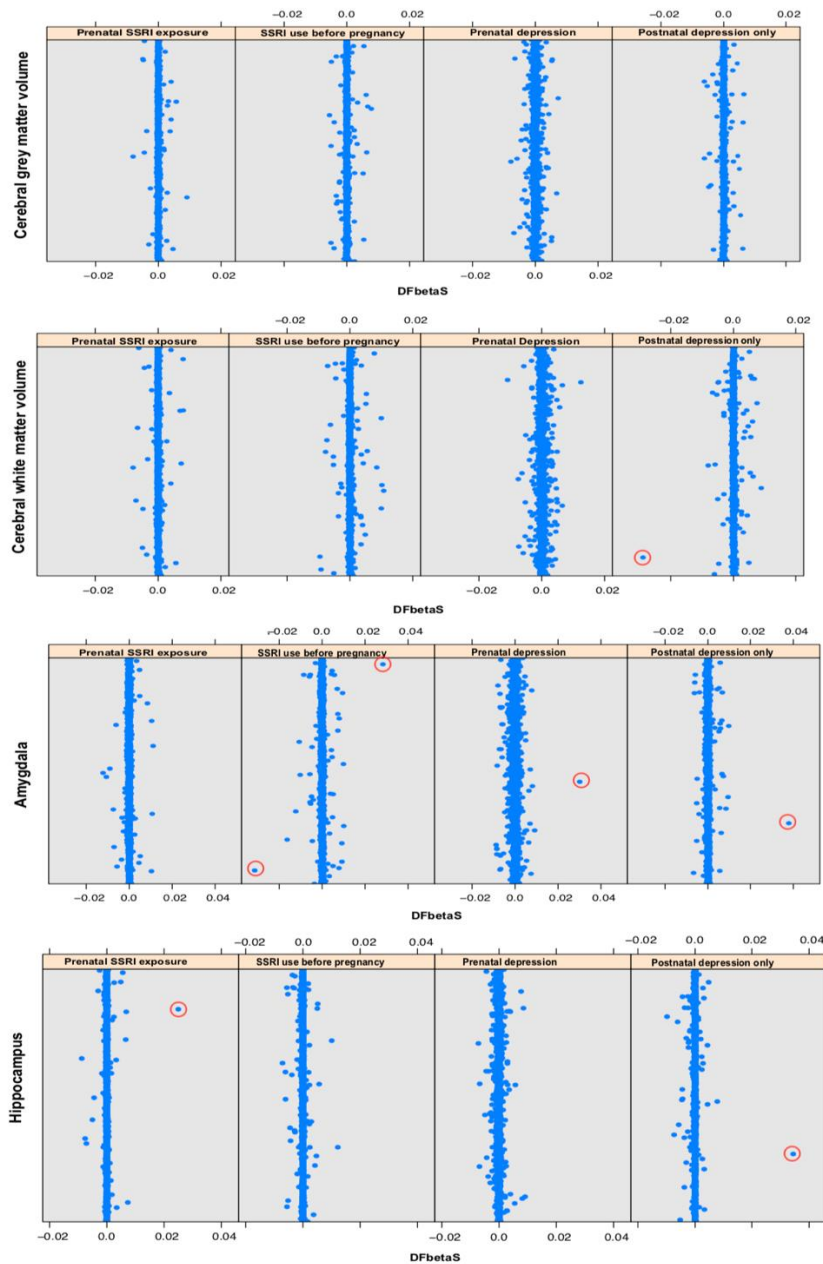 −0.02 0.0 0.02 −0.02 0.0 0.02
Prenatal SSRI exposure SSRI use before pregnancy Prenatal depression Postnatal depression only
Cerebral grey matter volume
−0.02 0.0 0.02 −0.02 0.0 0.02
DFbetaS
−0.02 0.0 0.02 −0.02 0.0 0.02
Prenatal SSRI exposure SSRI use before pregnancy Prenatal Depression Postnatal depression only
Cerebral white matter volume
−0.02 0.0 0.02 −0.02 0.0 0.02
DFbetaS
−0.02 0.0 0.02 0.04 −0.02 0.0 0.02 0.04
Prenatal SSRI exposure SSRI use before pregnancy Prenatal depression Postnatal depression only
Amygdala
−0.02 0.0 0.02 0.04 −0.02 0.0 0.02 0.04
DFbetaS
−0.02 0.0 0.02 0.04 −0.02 0.0 0.02 0.04
Prenatal SSRI exposure SSRI use before pregnancy Prenatal depression Postnatal depression only
Hippocampus
−0.02 0.0 0.02 0.04 −0.02 0.0 0.02 0.04
DFbetaS